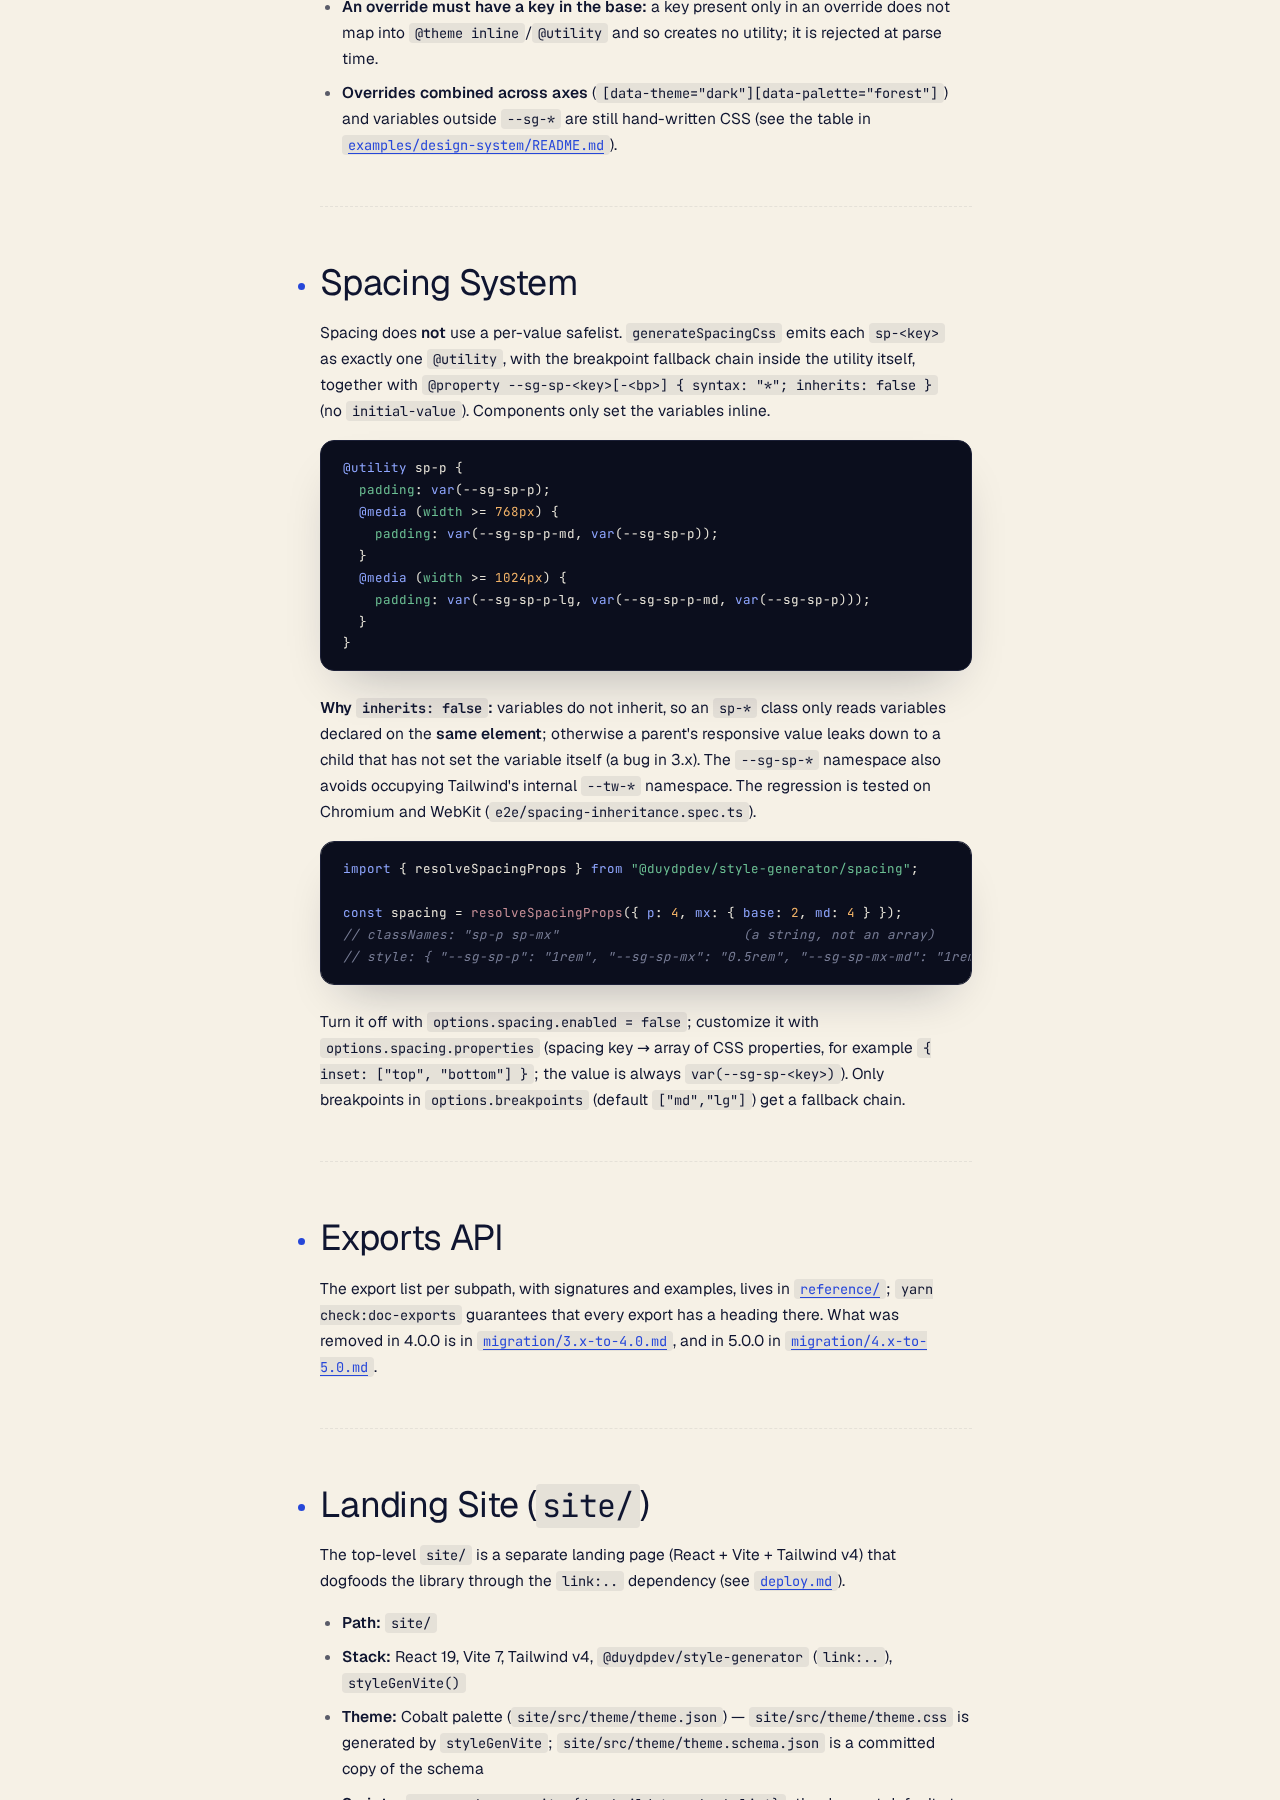 An override must have a key in the base: a key present only in an override does not
map into @theme inline / @utility and so creates no utility; it is rejected at parse
time.
Overrides combined across axes ( [data-theme="dark"][data-palette="forest"] )
and variables outside --sg-* are still hand-written CSS (see the table in
examples/design-system/README.md ).
Spacing System
Spacing does not use a per-value safelist. generateSpacingCss emits each sp-<key>
as exactly one @utility , with the breakpoint fallback chain inside the utility itself,
together with @property --sg-sp-<key>[-<bp>] { syntax: "*"; inherits: false }
(no initial-value ). Components only set the variables inline.
@utility sp-p {
  padding: var(--sg-sp-p);
  @media (width >= 768px) {
    padding: var(--sg-sp-p-md, var(--sg-sp-p));
  }
  @media (width >= 1024px) {
    padding: var(--sg-sp-p-lg, var(--sg-sp-p-md, var(--sg-sp-p)));
  }
}
Why inherits: false : variables do not inherit, so an sp-* class only reads variables
declared on the same element; otherwise a parent's responsive value leaks down to a
child that has not set the variable itself (a bug in 3.x). The --sg-sp-* namespace also
avoids occupying Tailwind's internal --tw-* namespace. The regression is tested on
Chromium and WebKit ( e2e/spacing-inheritance.spec.ts ).
import { resolveSpacingProps } from "@duydpdev/style-generator/spacing";
const spacing = resolveSpacingProps({ p: 4, mx: { base: 2, md: 4 } });
// classNames: "sp-p sp-mx"                       (a string, not an array)
// style: { "--sg-sp-p": "1rem", "--sg-sp-mx": "0.5rem", "--sg-sp-mx-md": "1rem
Turn it off with options.spacing.enabled = false ; customize it with
options.spacing.properties (spacing key → array of CSS properties, for example {
inset: ["top", "bottom"] } ; the value is always var(--sg-sp-<key>) ). Only
breakpoints in options.breakpoints (default ["md","lg"] ) get a fallback chain.
Exports API
The export list per subpath, with signatures and examples, lives in reference/ ; yarn
check:doc-exports guarantees that every export has a heading there. What was
removed in 4.0.0 is in migration/3.x-to-4.0.md , and in 5.0.0 in migration/4.x-to-
5.0.md .
Landing Site ( site/ )
The top-level site/ is a separate landing page (React + Vite + Tailwind v4) that
dogfoods the library through the link:.. dependency (see deploy.md ).
Path: site/
Stack: React 19, Vite 7, Tailwind v4, @duydpdev/style-generator ( link:.. ),
styleGenVite()
Theme: Cobalt palette ( site/src/theme/theme.json ) — site/src/theme/theme.css is
generated by styleGenVite ; site/src/theme/theme.schema.json is a committed
copy of the schema